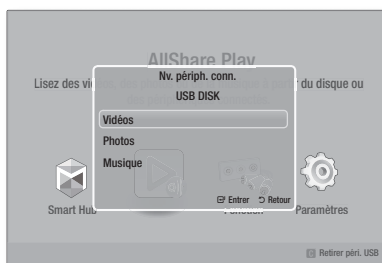 AllShare Play
Lisez des vi
du disque ou
Nv. périph. conn.
USB DISK
Vidéos
Photos
Musique
Entrer Retour
Smart Hub
Function
Paramètres
Retirer péri. USB